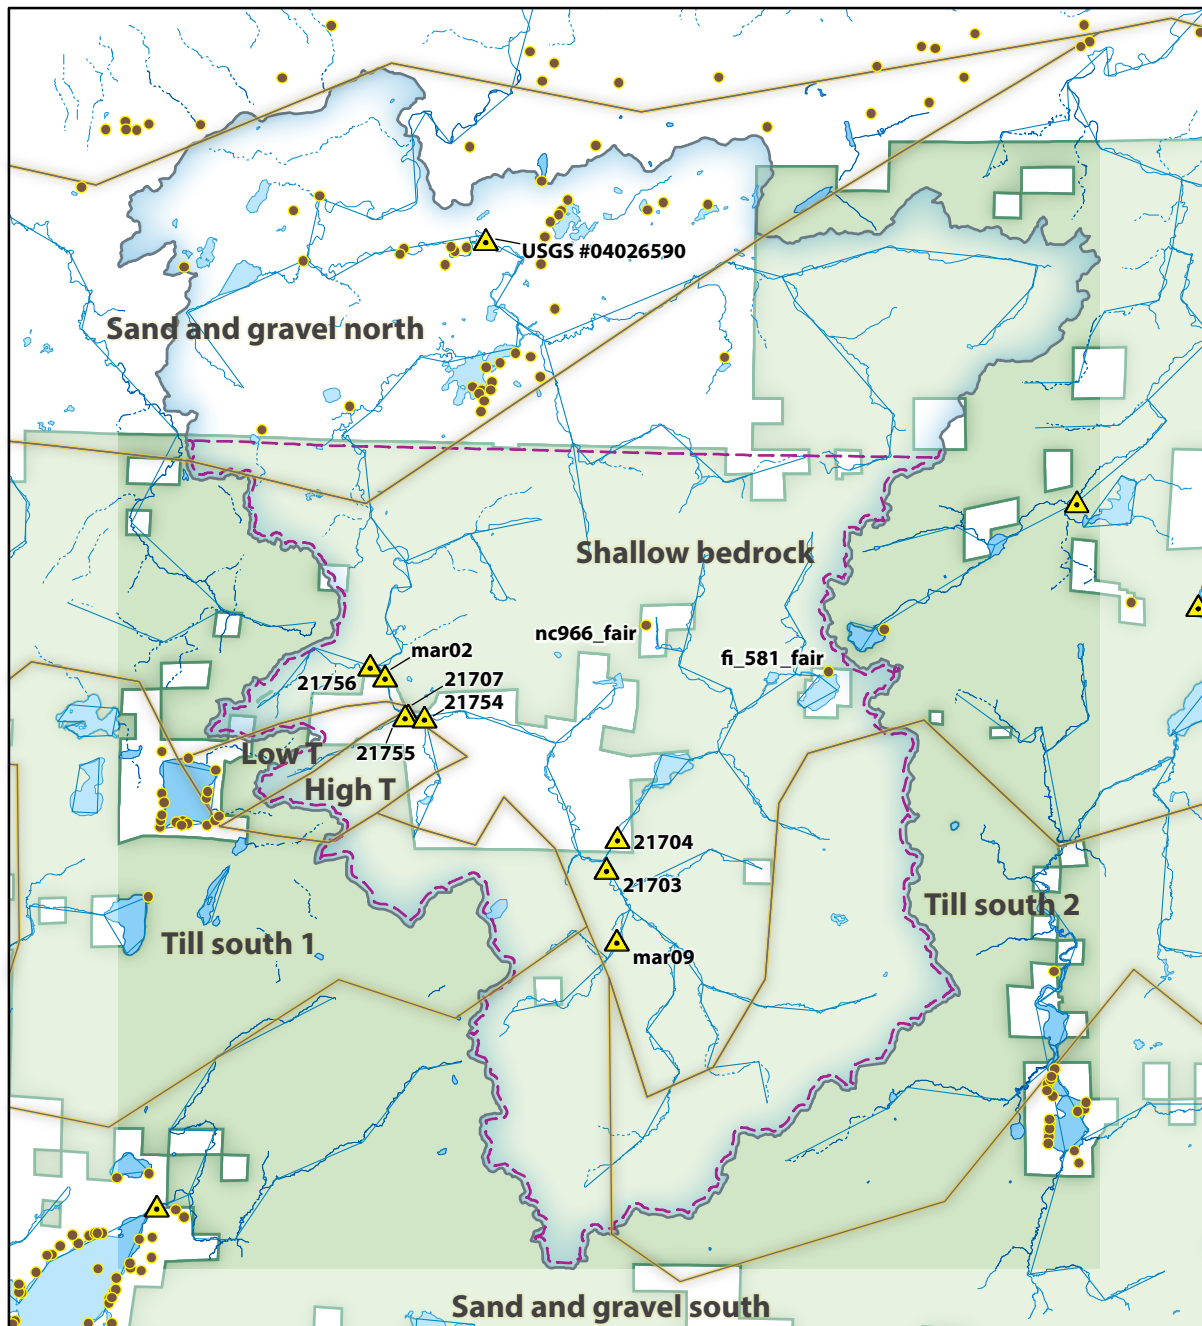 USGS #04026590
Sand and gravel north
Shallow bedrock
nc966_fair
mar02
fi_581_fair
21756
21707
21754
Low T
21755
High T
21704
21703
Till south 2
Till south 1
mar09
Sand and gravel south